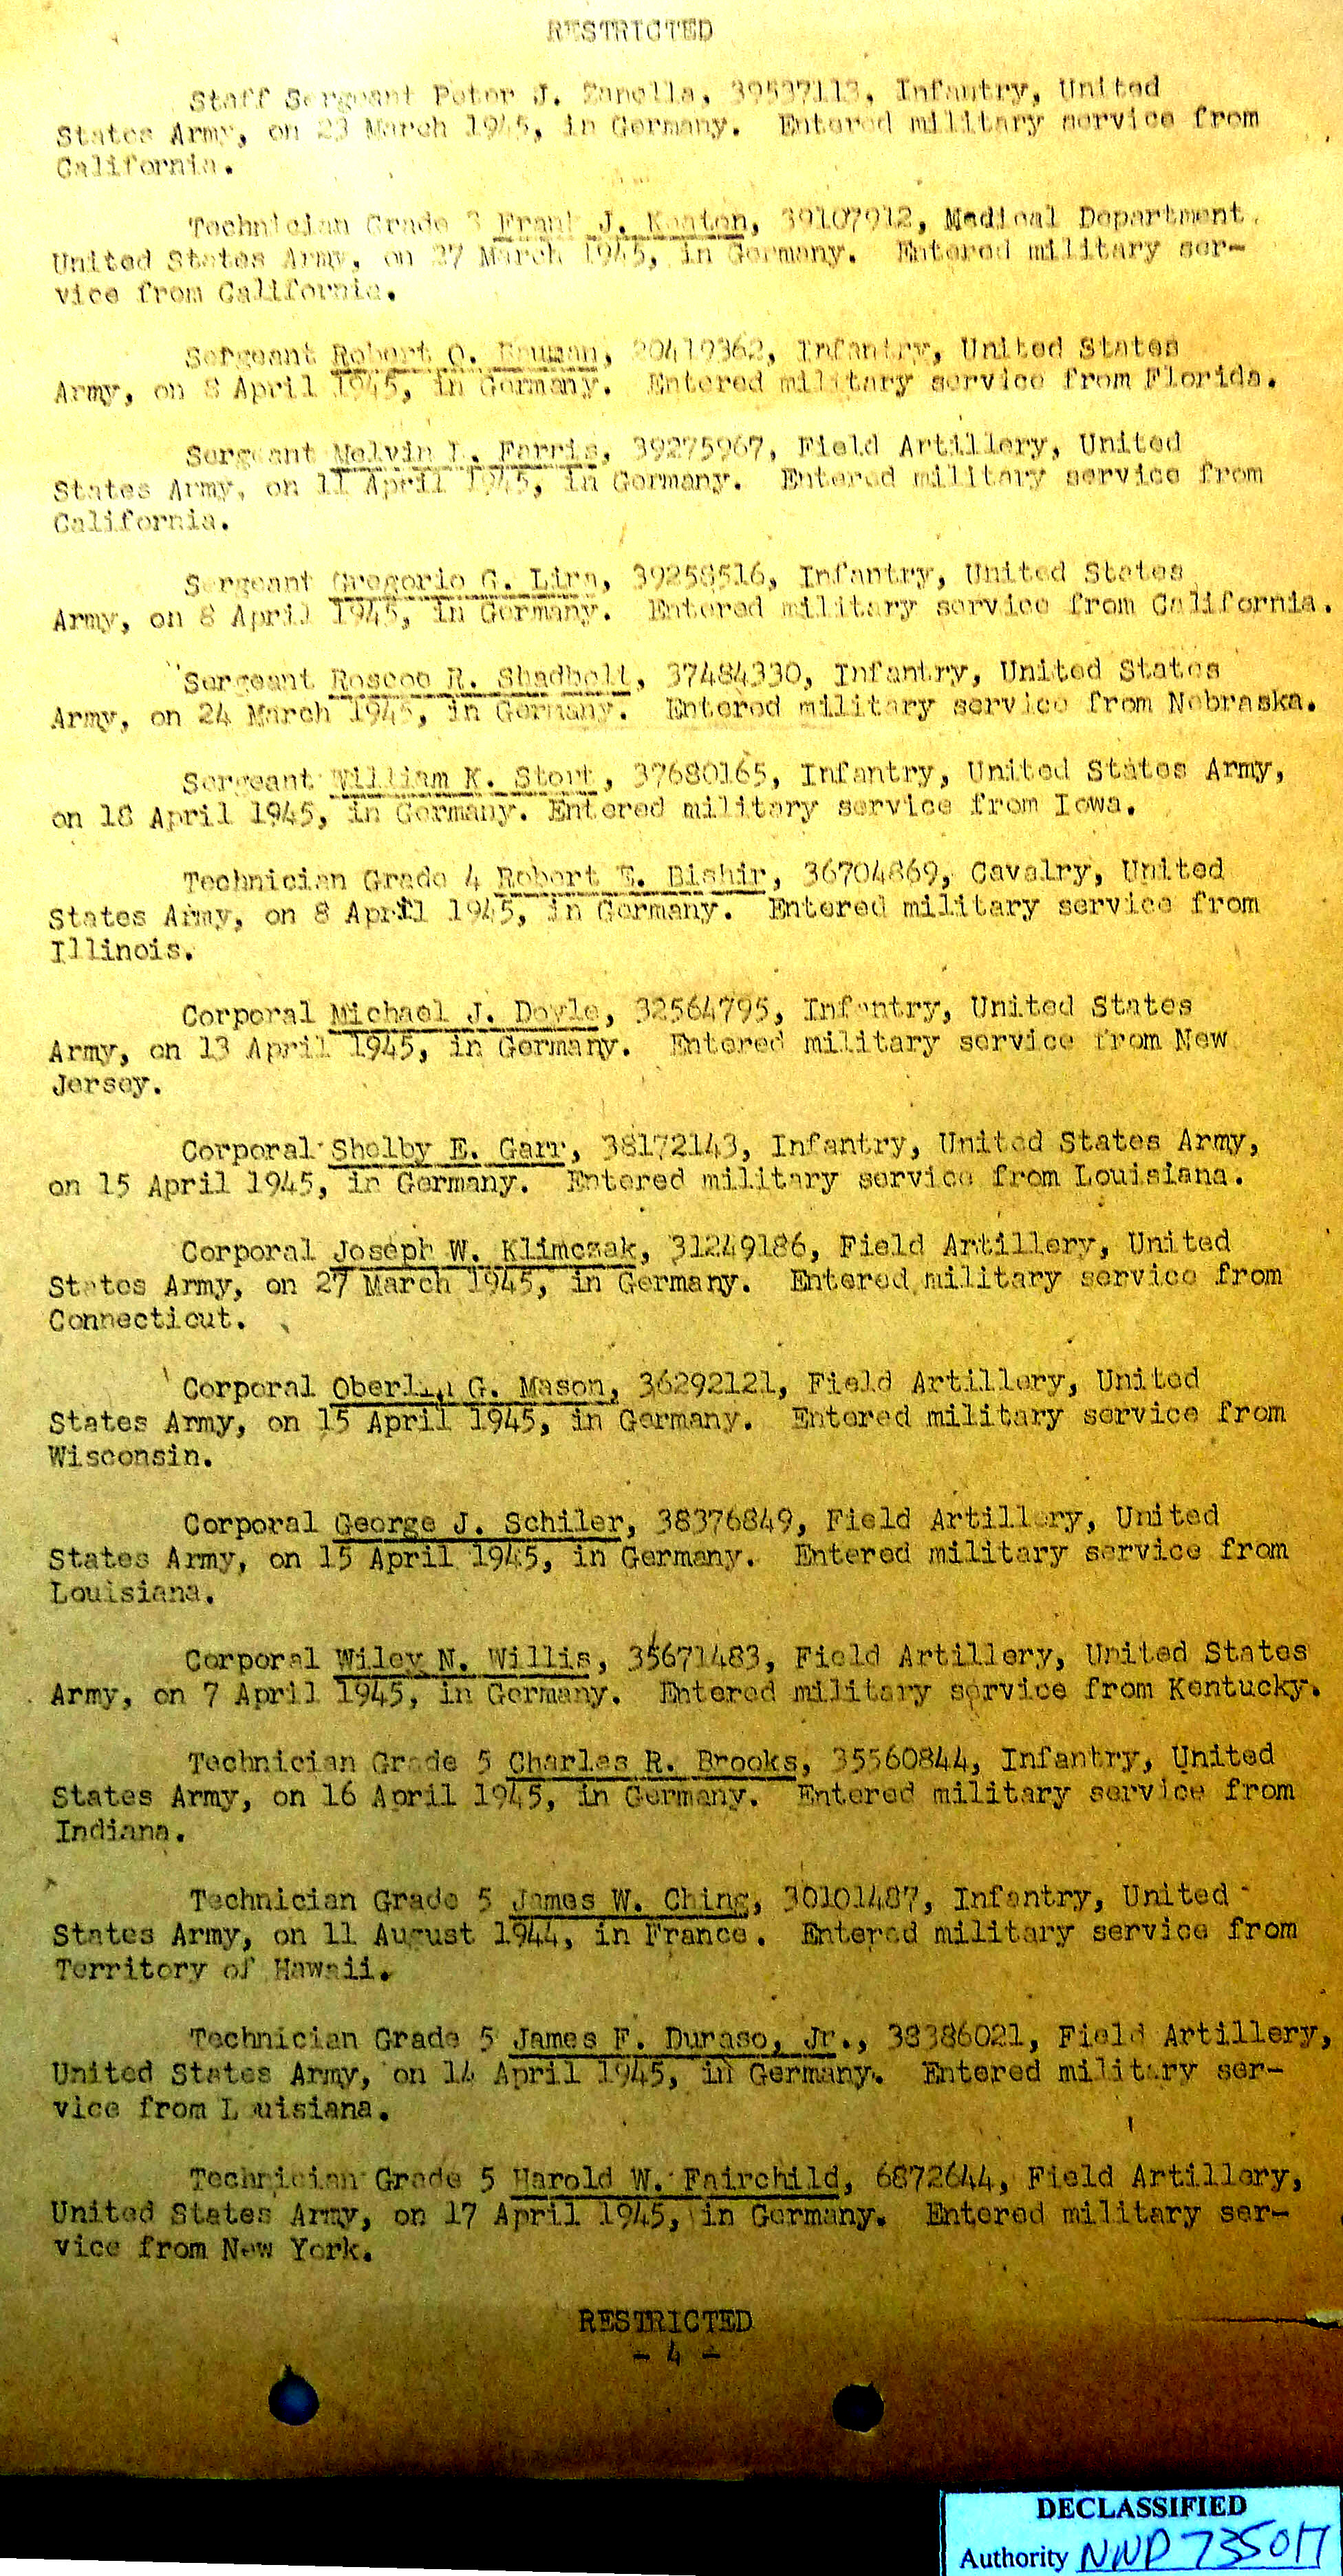 RESTRICTED
Staff Sergeant Peter J. Zanella, 39537113, Infantry, United
States Army, on 23 March 1945, in Germany. Entered military service from
California.
Technician Grade 3 Frank J. Keaton, 39107912, Medical Department,
United States Army, on 27 March 1945, in Germany. Entered military ser-
vice from California.
Sergeant Robert O. 20419362, Infantry, United States
Army, on 8 April 1945, in Germany. Entered military service from Florida.
Sergeant Melvin L. Farris, 39275967, Field Artillery, United
States Army, on 11 April 1945, in Germany. Entered military service from
California.
Sergeant Gregorio G. Lira, 39258516, Infantry, United States
Army, on 8 April 1945, in Germany. Entered military service from California.
Sergeant Roscoe R. Shadbolt, 37484330, Infantry, United States
Army, on 24 March 1945, in Germany. Entered military service from Nebraska.
Sergeant William K. Stort, 37680165, Infantry, United States Army,
on 18 April 1945, in Germany. Entered military service from Iowa.
Technician Grade 4 Robert E. Bishir, 36704869, Cavalry, United
States Army, on 8 April 1945, in Germany. Entered military service from
Illinois.
Corporal Michael J. Doyle, 32564795, Infantry, United States
Army, on 13 April 1945, in Germany. Entered military service from New
Jersey.
Corporal Shelby E. Garr, 38172143, Infantry, United States Army,
on 15 April 1945, in Germany. Entered military service from Louisiana.
Corporal Joseph W. Klimczak, 31249186, Field Artillery, United
States Army, on 27 March 1945, in Germany. Entered military service from
Connecticut.
Corporal Oberlin G. Mason, 36292121, Field Artillery, United
States Army, on 15 April 1945, in Germany. Entered military service from
Wisconsin.
Corporal George J. Schiler, 38376849, Field Artillery, United
States Army, on 15 April 1945, in Germany. Entered military service from
Louisiana.
Corporal Wiley N. Willis, 35671483, Field Artillery, United States
Army, on 7 April 1945, in Germany. Entered military service from Kentucky.
Technician Grade 5 Charles R. Brooks, 35560844, Infantry, United
States Army, on 16 April 1945, in Germany. Entered military service from
Indiana.
Technician Grade 5 James W. Ching, 30101487, Infantry, United
States Army, on 11 August 1944, in France. Entered military service from
Territory of Hawaii.
Technician Grade 5 James F. Duraso, Jr., 38386021, Field Artillery,
United States Army, on 14 April 1945, in Germany. Entered military ser-
vice from L uisiana.
Technician Grade 5 Harold W. Fairchild, 6872644, Field Artillery,
United States Army, on 17 April 1945, in Germany. Entered military ser-
vice from New York.
RESTRICTED
- 4 -
DECLASSIFIED
Authority NND 735017